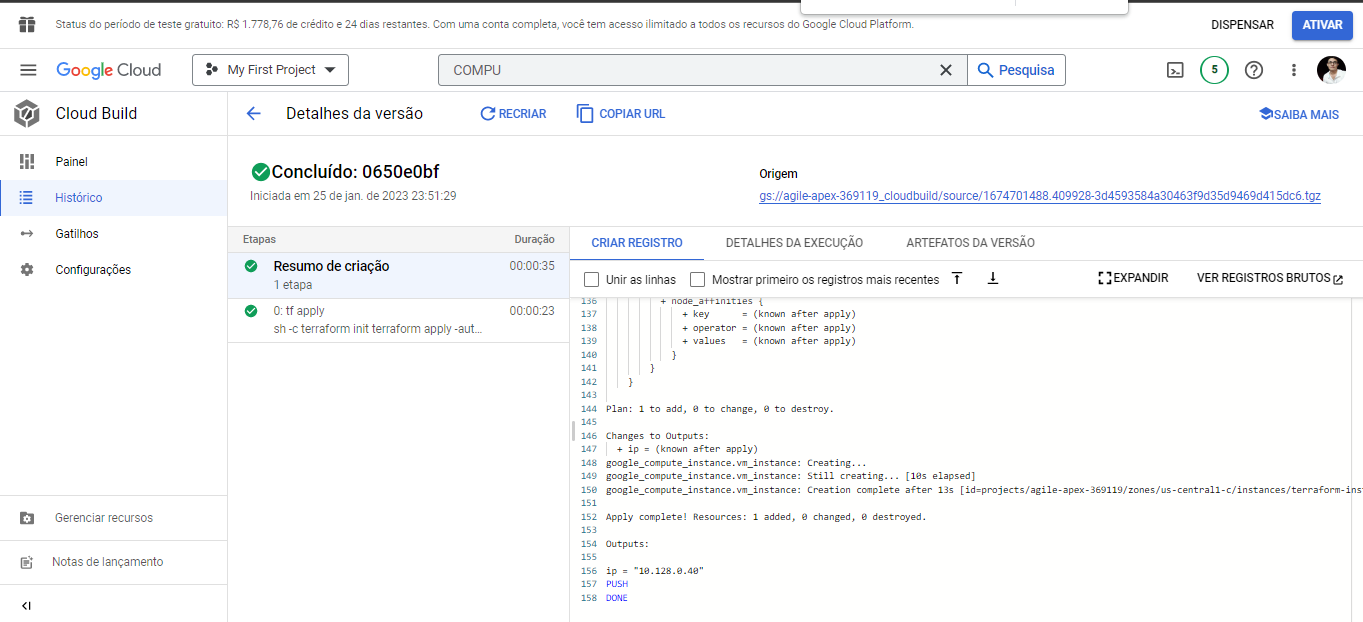 Status do período de teste gratuito: R$ 1.778,76 de crédito e 24 dias restantes. Com uma conta completa, você tem acesso ilimitado a todos os recursos do Google Cloud Platform.
DISPENSAR
ATIVAR
Google Cloud
My First Project
COMPU
Pesquisa
5
Cloud Build
Detalhes da versão
RECRIAR
COPIAR URL
SAIBA MAIS
Painel
Histórico
Gatilhos
Configurações
Gerenciar recursos
Notas de lançamento
Concluído: 0650e0bf
Iniciada em 25 de jan. de 2023 23:51:29
Origem
gs://agile-apex-369119_cloudbuild/source/1674701488.409928-3d4593584a30463f9d35d9469d415dc6.tgz
Etapas
Duração
Resumo de criação
00:00:35
1 etapa
0: tf apply
00:00:23
sh -c terraform init terraform apply -aut...
CRIAR REGISTRO
DETALHES DA EXECUÇÃO
ARTEFATOS DA VERSÃO
Unir as linhas
Mostrar primeiro os registros mais recentes
EXPANDIR
VER REGISTROS BRUTOS
136 + node_affinities {
137 + key = (known after apply)
138 + operator = (known after apply)
139 + values = (known after apply)
140 }
141 }
142 }
143
144 Plan: 1 to add, 0 to change, 0 to destroy.
145
146 Changes to Outputs:
147 + ip = (known after apply)
148 google_compute_instance.vm_instance: Creating...
149 google_compute_instance.vm_instance: Still creating... [10s elapsed]
150 google_compute_instance.vm_instance: Creation complete after 13s [id=projects/agile-apex-369119/zones/us-central1-c/instances/terraform-ins
151
152 Apply complete! Resources: 1 added, 0 changed, 0 destroyed.
153
154 Outputs:
155
156 ip = "10.128.0.40"
157 PUSH
158 DONE